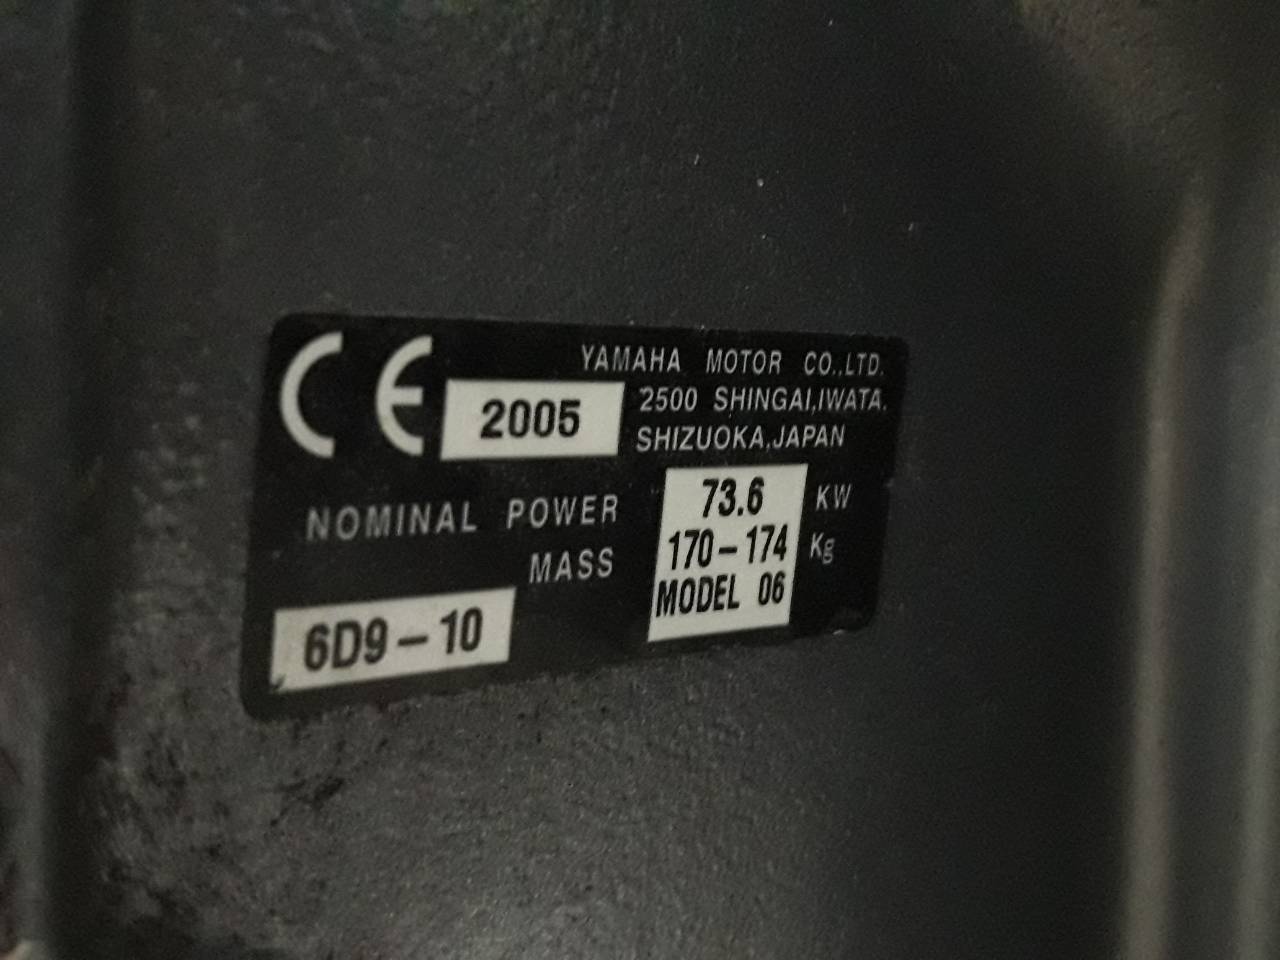 CE
2005
YAMAHA MOTOR CO.,LTD.
2500 SHINGAI,IWATA,
SHIZUOKA,JAPAN
NOMINAL POWER 73.6 KW
MASS 170-174 Kg
MODEL 06
6D9-10